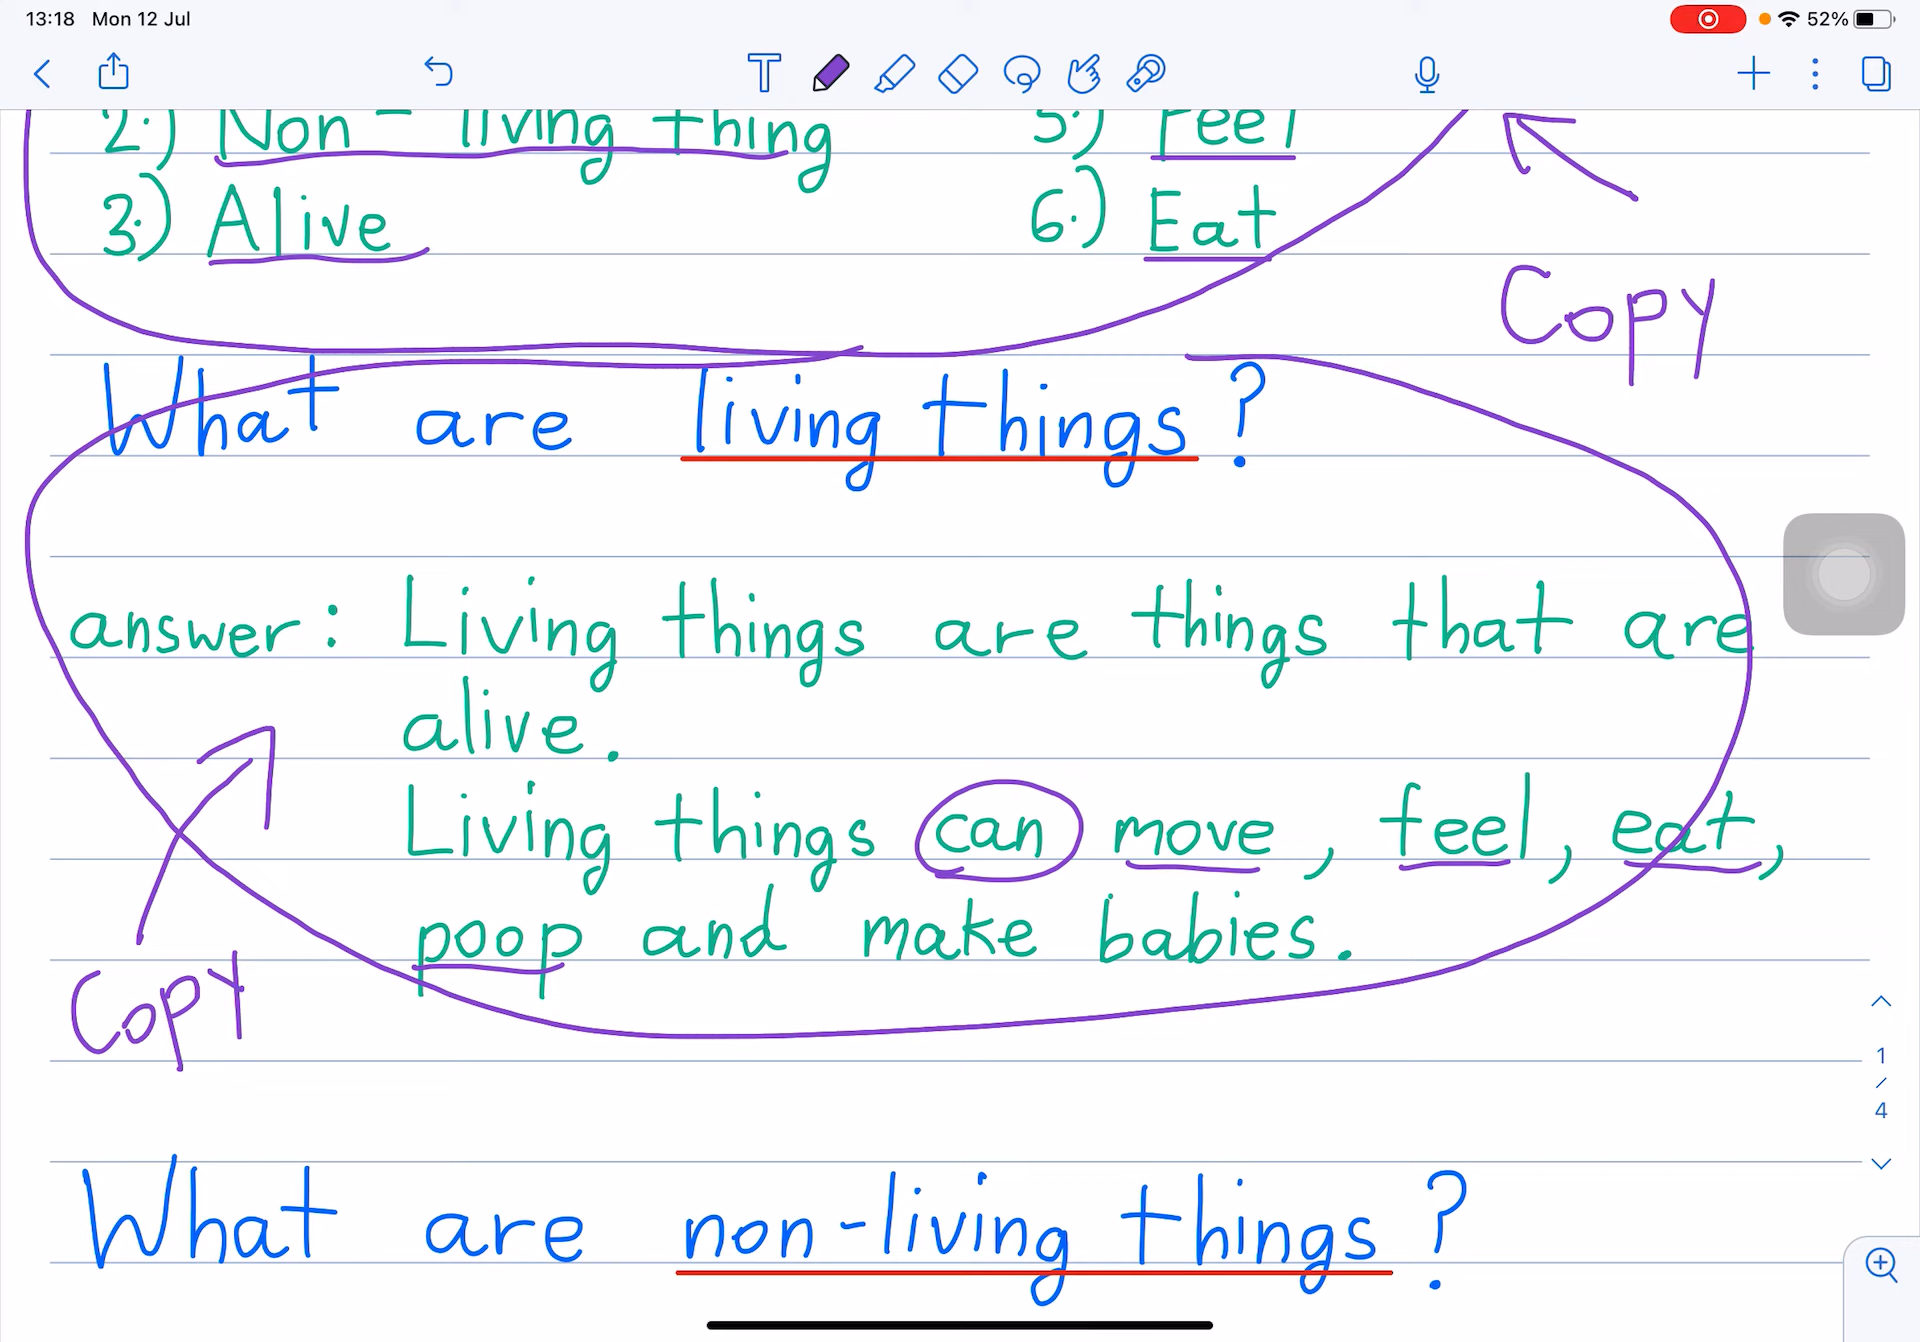 13:18 Mon 12 Jul
52%
2.) Non - living thing 5.) Feel
3.) Alive 6.) Eat
Copy
What are living things ?
answer : Living things are things that are
alive.
Living things can move , feel , eat ,
poop and make babies .
Copy
1
/
4
What are non-living things ?